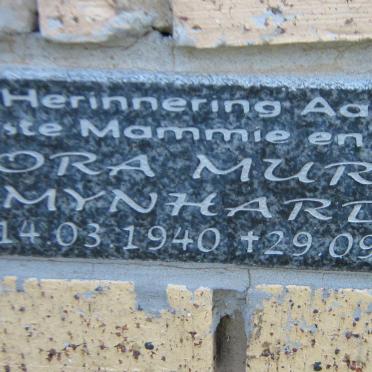 Herinnering Aa
ste Mammie en
ORA MUR
MYNHARD
14.03.1940 +29.09